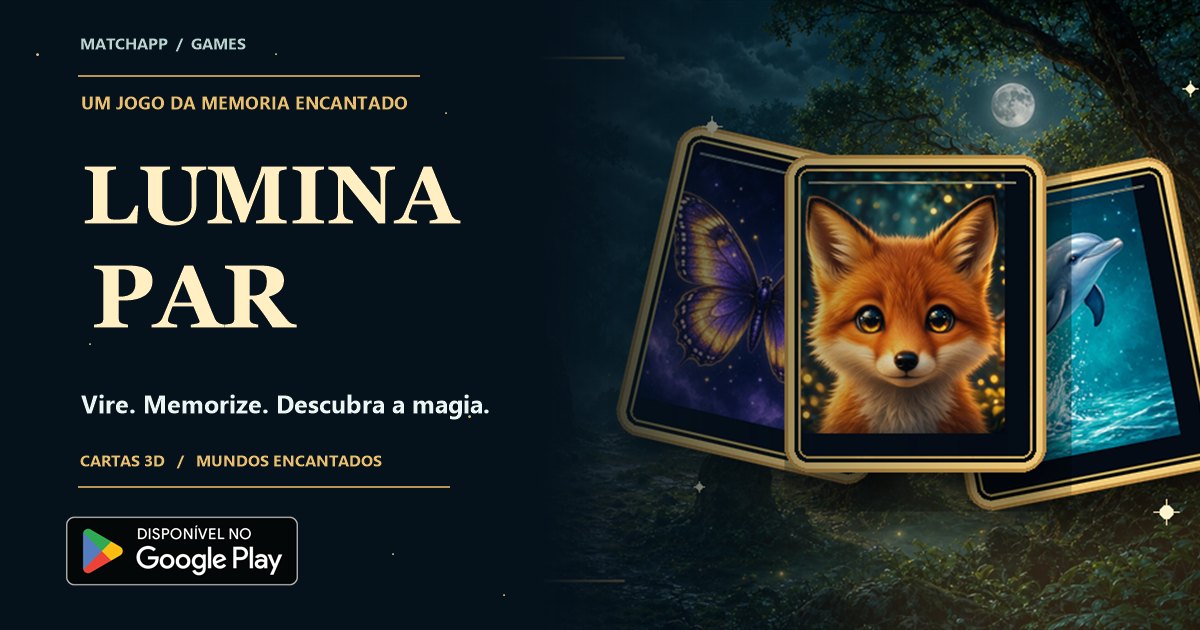 MATCHAPP / GAMES
UM JOGO DA MEMORIA ENCANTADO
LUMINA
PAR
Vire. Memorize. Descubra a magia.
CARTAS 3D / MUNDOS ENCANTADOS
DISPONÍVEL NO
Google Play